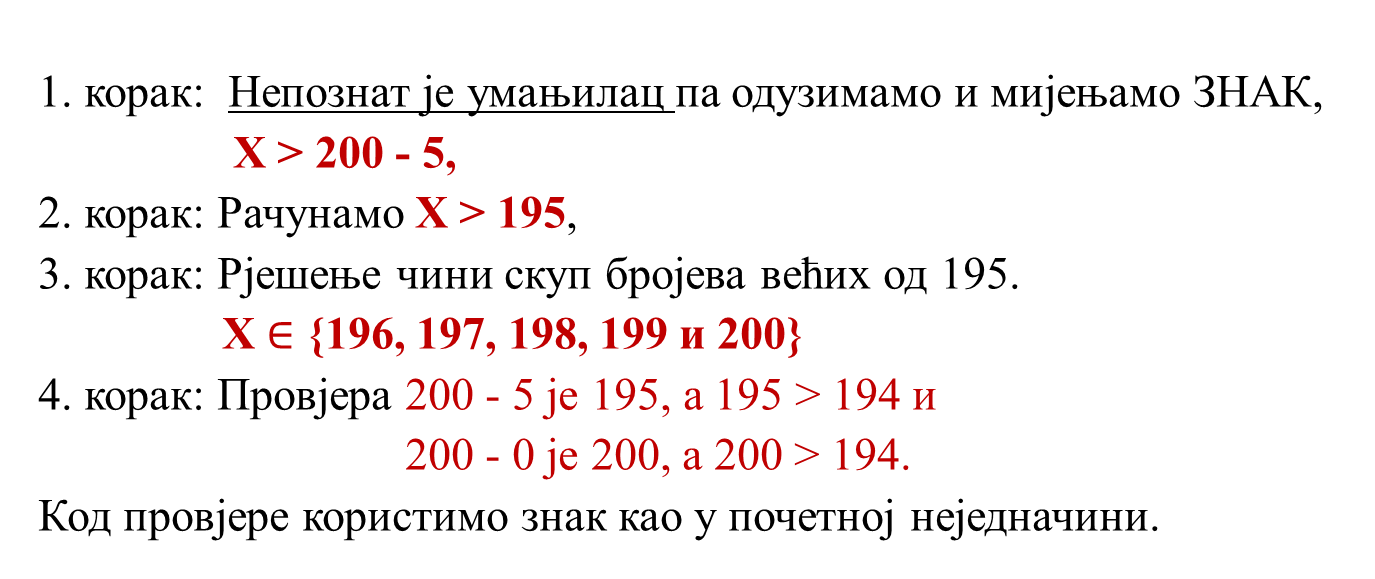 1. корак: Непознат је умањилац па одузимамо и мијењамо ЗНАК,
X > 200 - 5,
2. корак: Рачунамо X > 195,
3. корак: Рјешење чини скуп бројева већих од 195.
X ∈ {196, 197, 198, 199 и 200}
4. корак: Провјера 200 - 5 је 195, а 195 > 194 и
200 - 0 је 200, а 200 > 194.
Код провјере користимо знак као у почетној неједначини.